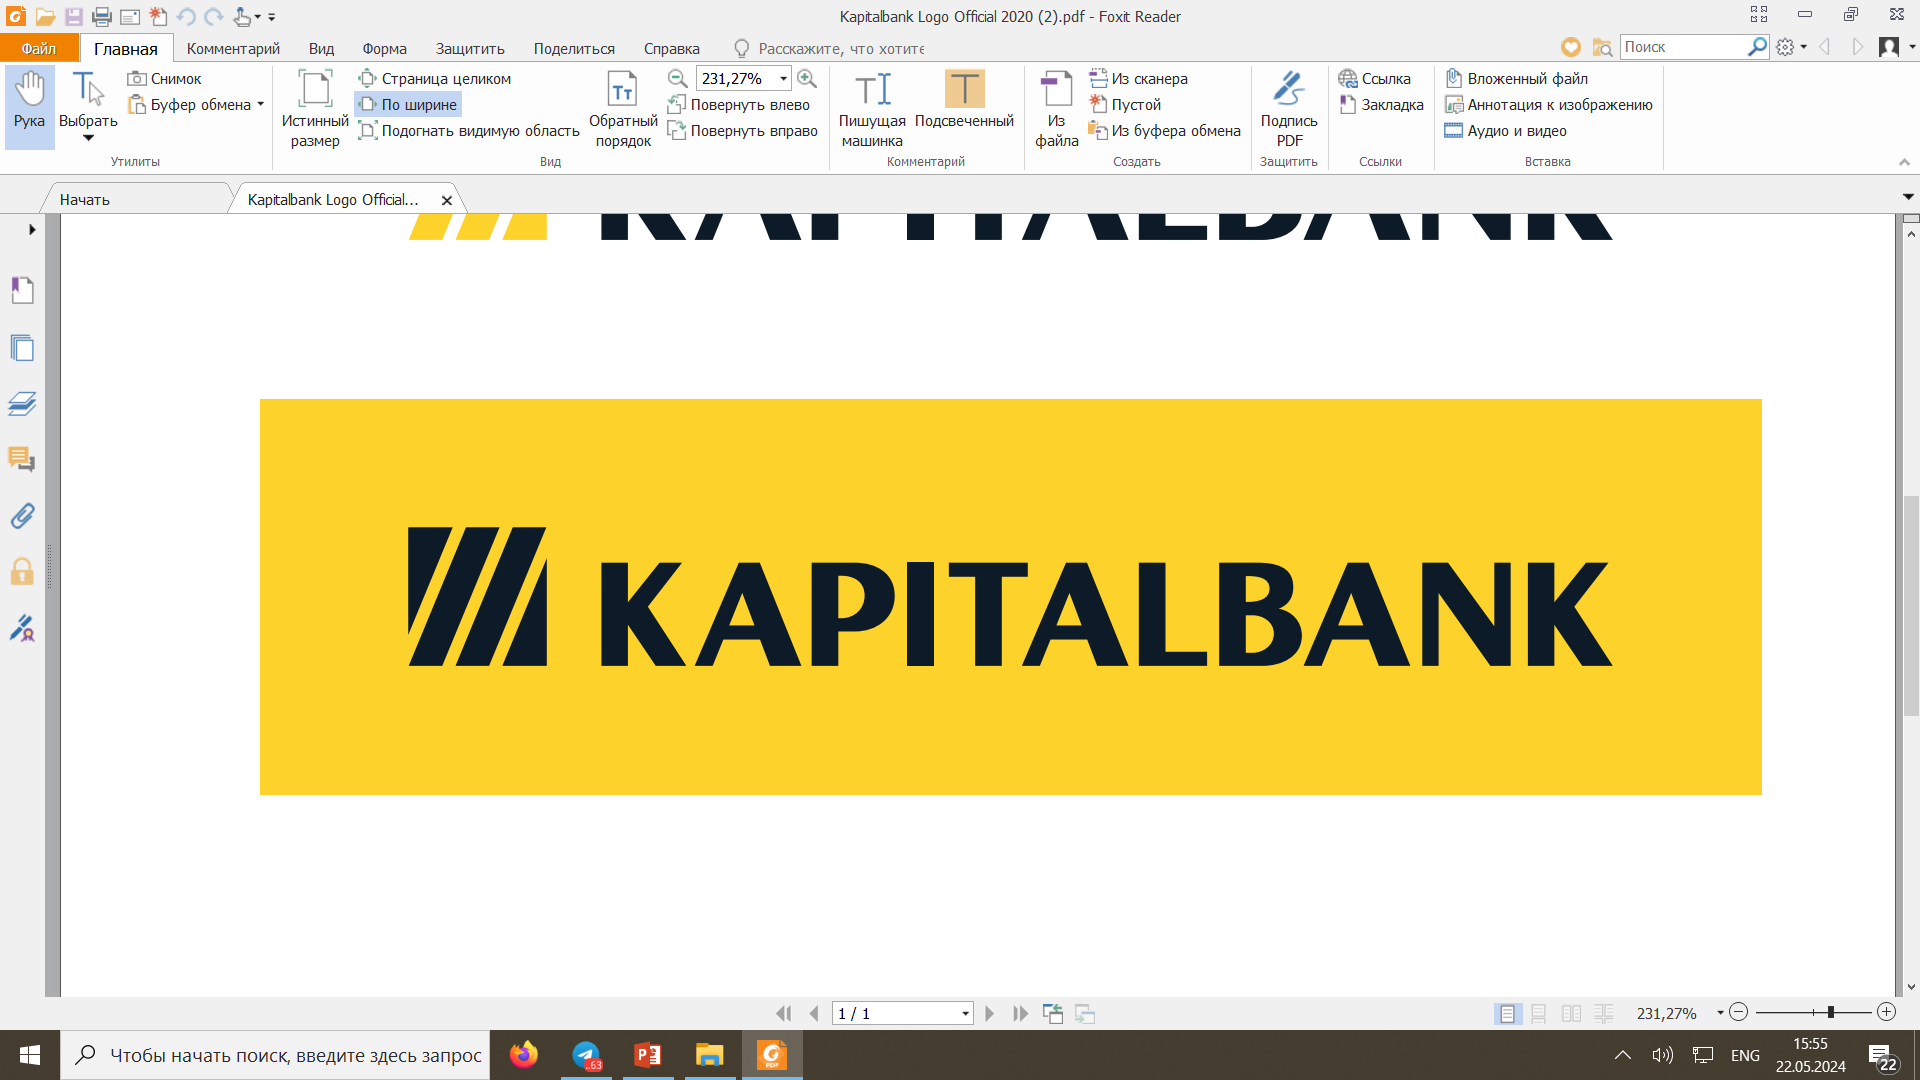 Kapitalbank Logo Official 2020 (2).pdf - Foxit Reader
Файл Главная Комментарий Вид Форма Защитить Поделиться Справка Расскажите, что хотите Поиск
Рука
Выбрать
Снимок
Буфер обмена
Утилиты
Истинный размер
Страница целиком
По ширине
Подогнать видимую область
Обратный порядок
231,27%
Повернуть влево
Повернуть вправо
Вид
Пишущая машинка
Подсвеченный
Комментарий
Из файла
Из сканера
Пустой
Из буфера обмена
Создать
Подпись PDF
Защитить
Ссылка
Закладка
Ссылки
Вложенный файл
Аннотация к изображению
Аудио и видео
Вставка
Начать Kapitalbank Logo Official...
KAPITALBANK
KAPITALBANK
1 / 1
231,27%
Чтобы начать поиск, введите здесь запрос
..63
ENG
15:55
22.05.2024
22